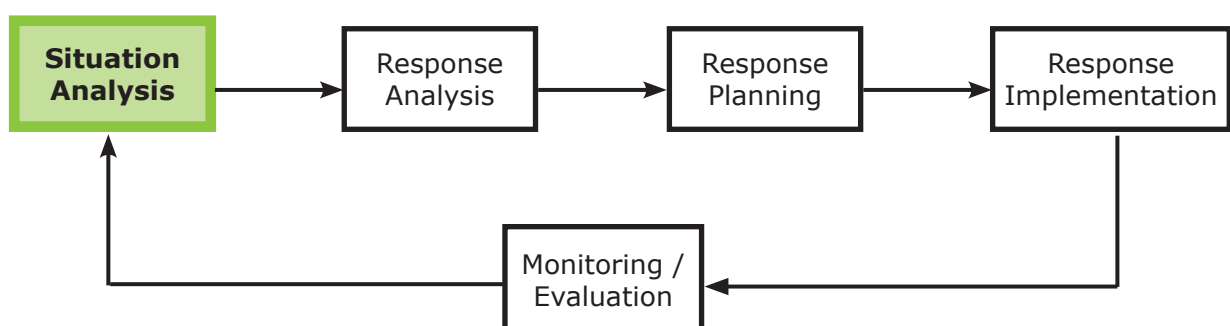 Situation
Analysis
Response
Analysis
Response
Planning
Response
Implementation
Monitoring /
Evaluation